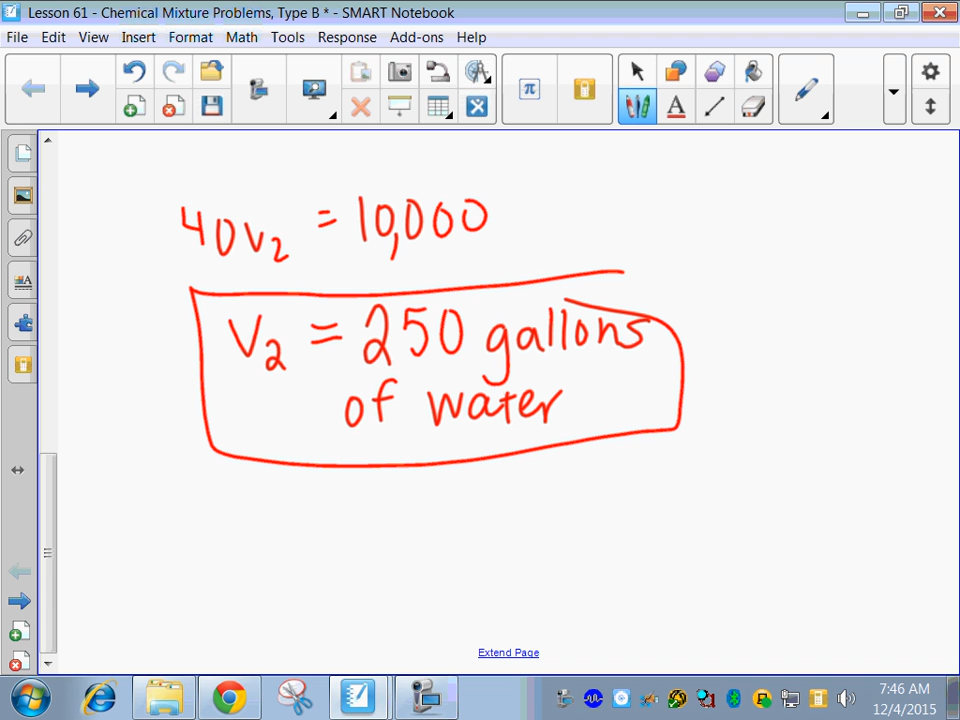 Lesson 61 - Chemical Mixture Problems, Type B * - SMART Notebook
File Edit View Insert Format Math Tools Response Add-ons Help
40v₂ = 10,000
v₂ = 250 gallons
of water
Extend Page
7:46 AM
12/4/2015